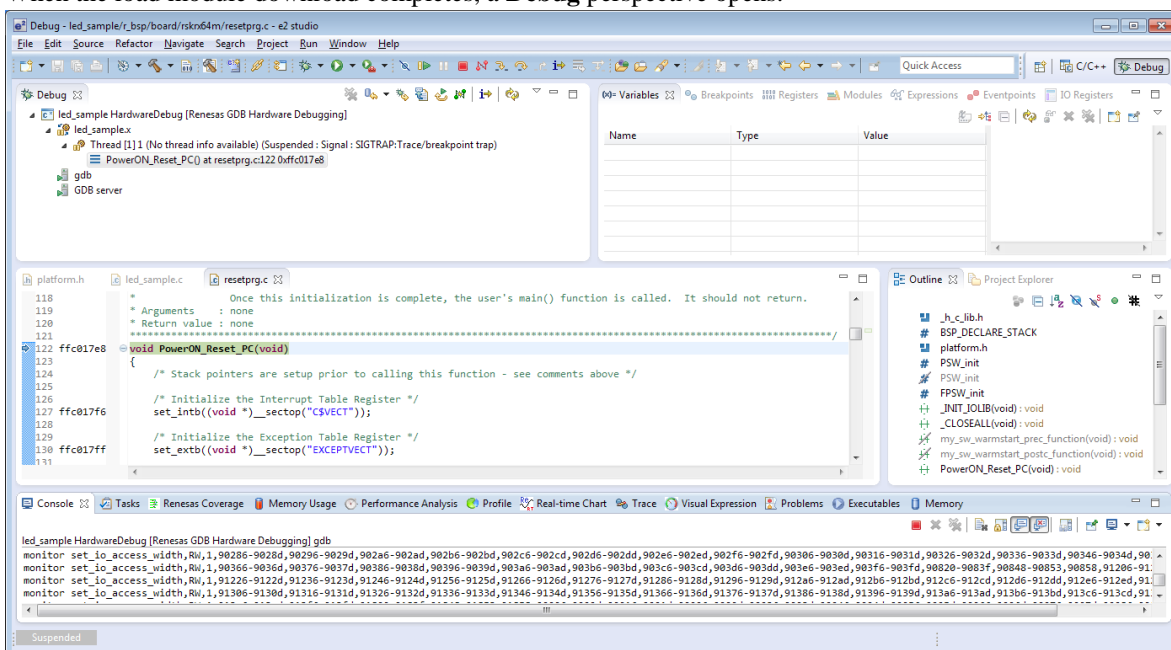 When the load module download completes, a Debug perspective opens.
Debug - led_sample/r_bsp/board/rskn64m/resetprg.c - e2 studio
File Edit Source Refactor Navigate Search Project Run Window Help
Quick Access C/C++ Debug
Debug
led_sample HardwareDebug [Renesas GDB Hardware Debugging]
led_sample.x
Thread [1] 1 (No thread info available) (Suspended : Signal : SIGTRAP:Trace/breakpoint trap)
PowerON_Reset_PC() at resetprg.c:122 0xffc017e8
gdb
GDB server
(x)= Variables Breakpoints Registers Modules Expressions Eventpoints IO Registers
Name Type Value
platform.h led_sample.c resetprg.c
118 * Once this initialization is complete, the user's main() function is called. It should not return.
119 * Arguments : none
120 * Return value : none
121
122 ffc017e8 void PowerON_Reset_PC(void)
123 {
124 /* Stack pointers are setup prior to calling this function - see comments above */
125
126 /* Initialize the Interrupt Table Register */
127 ffc017f6 set_intb((void *)__sectop("C$VECT"));
128
129 /* Initialize the Exception Table Register */
130 ffc017ff set_extb((void *)__sectop("EXCEPTVECT"));
131
Outline Project Explorer
_h_c_lib.h
BSP_DECLARE_STACK
platform.h
PSW_init
PSW_init
FPSW_init
_INIT_IOLIB(void) : void
_CLOSEALL(void) : void
my_sw_warmstart_prec_function(void) : void
my_sw_warmstart_postc_function(void) : void
PowerON_Reset_PC(void) : void
Console Tasks Renesas Coverage Memory Usage Performance Analysis Profile Real-time Chart Trace Visual Expression Problems Executables Memory
led_sample HardwareDebug [Renesas GDB Hardware Debugging] gdb
monitor set_io_access_width,RW,1,90286-9028d,90296-9029d,902a6-902ad,902b6-902bd,902c6-902cd,902d6-902dd,902e6-902ed,902f6-902fd,90306-9030d,90316-9031d,90326-9032d,90336-9033d,90346-9034d,90
monitor set_io_access_width,RW,1,90366-9036d,90376-9037d,90386-9038d,90396-9039d,903a6-903ad,903b6-903bd,903c6-903cd,903d6-903dd,903e6-903ed,903f6-903fd,90820-9083f,90848-90853,90858,91206-91
monitor set_io_access_width,RW,1,91226-9122d,91236-9123d,91246-9124d,91256-9125d,91266-9126d,91276-9127d,91286-9128d,91296-9129d,912a6-912ad,912b6-912bd,912c6-912cd,912d6-912dd,912e6-912ed,91
monitor set_io_access_width,RW,1,91306-9130d,91316-9131d,91326-9132d,91336-9133d,91346-9134d,91356-9135d,91366-9136d,91376-9137d,91386-9138d,91396-9139d,913a6-913ad,913b6-913bd,913c6-913cd,91
Suspended